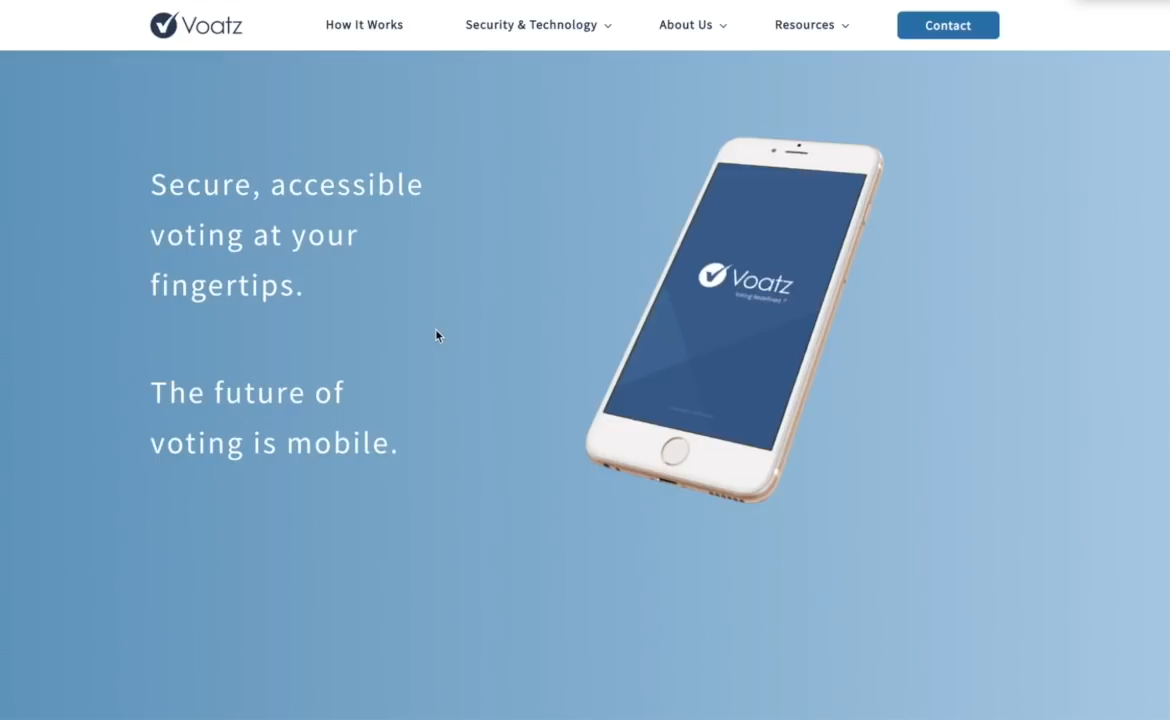 Voatz
How It Works
Security & Technology
About Us
Resources
Contact
Secure, accessible
voting at your
fingertips.
The future of
voting is mobile.
Voatz